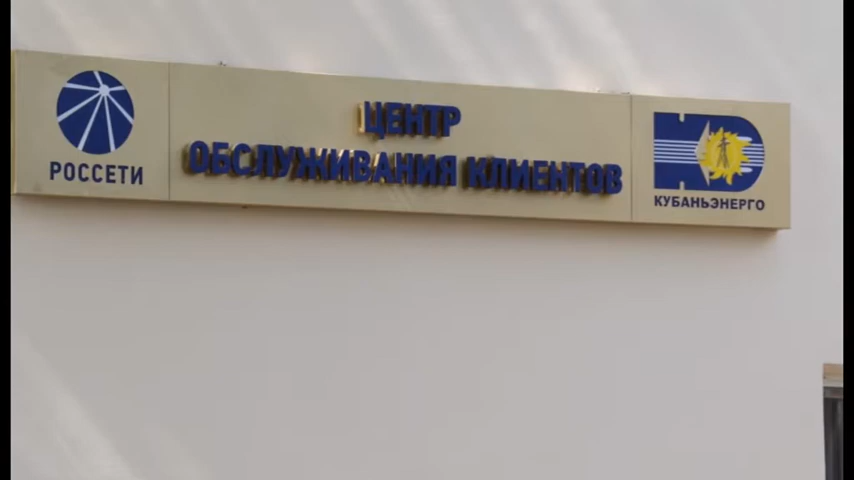 РОССЕТИ
ЦЕНТР
ОБСЛУЖИВАНИЯ КЛИЕНТОВ
КУБАНЬЭНЕРГО